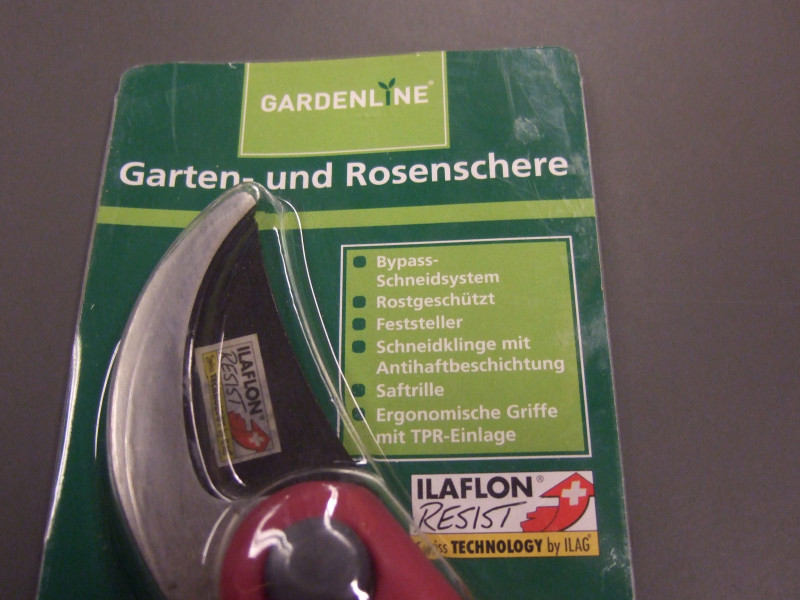 GARDENLINE®
Garten- und Rosenschere
Bypass-
Schneidsystem
Rostgeschützt
Feststeller
Schneidklinge mit
Antihaftbeschichtung
Saftrille
Ergonomische Griffe
mit TPR-Einlage
ILAFLON®
RESIST
Swiss TECHNOLOGY by ILAG®
ILAFLON®
RESIST